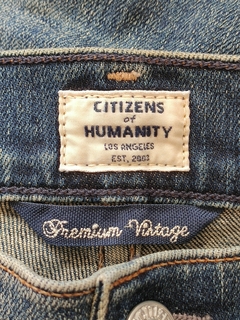 CITIZENS
of
HUMANITY
LOS ANGELES
EST. 2003
Premium Vintage